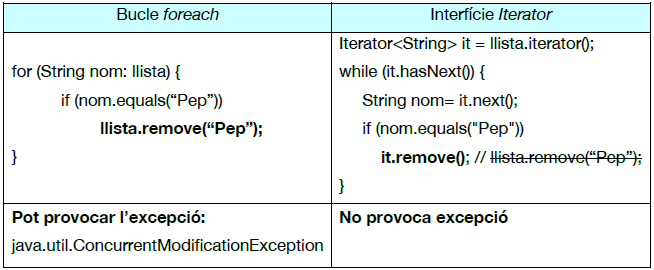 Bucle foreach
Interfície Iterator
for (String nom: llista) {
if (nom.equals(“Pep”))
llista.remove(“Pep”);
}
Iterator<String> it = llista.iterator();
while (it.hasNext()) {
String nom= it.next();
if (nom.equals("Pep"))
it.remove(); // llista.remove(“Pep”);
}
Pot provocar l’excepció:
java.util.ConcurrentModificationException
No provoca excepció